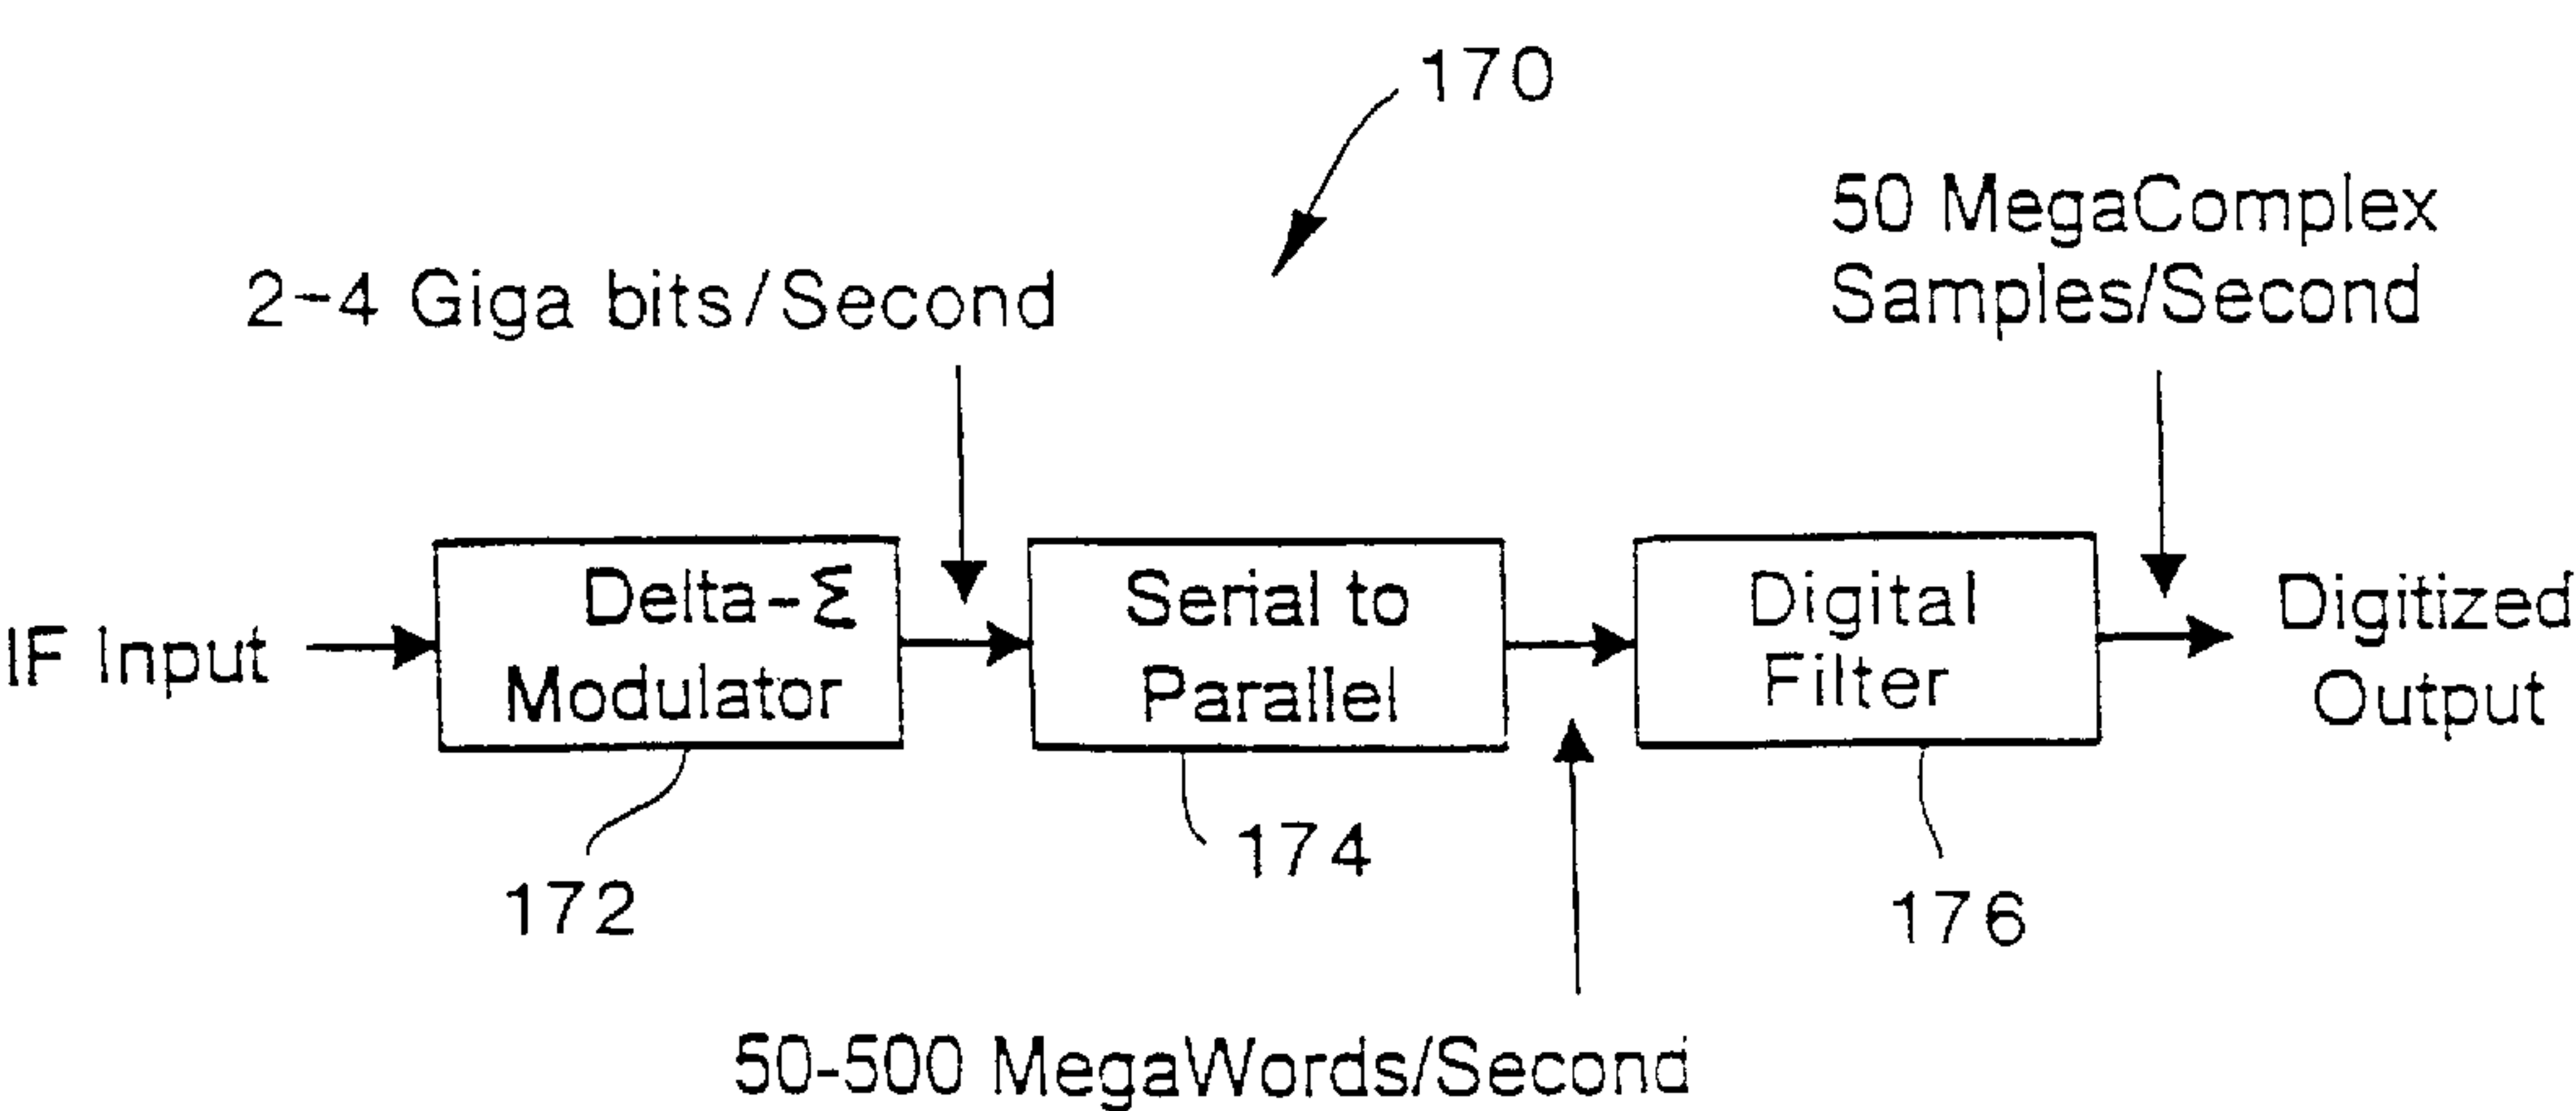 170
50 MegaComplex
Samples/Second
2-4 Giga bits/Second
IF Input
Delta-Σ
Modulator
Serial to
Parallel
Digital
Filter
Digitized
Output
172
174
176
50-500 MegaWords/Second